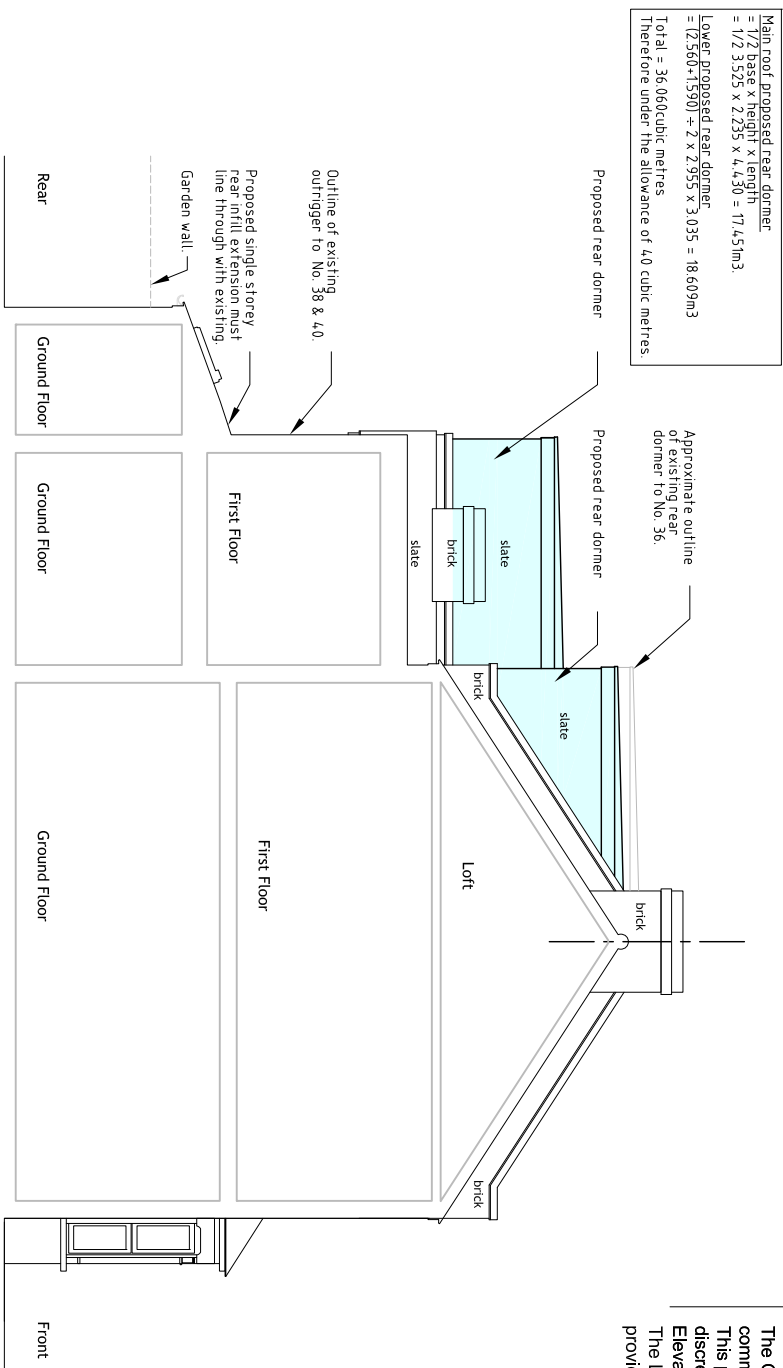 Main roof proposed rear dormer
= 1/2 base x height x length
= 1/2 3.525 x 2.235 x 4.430 = 17.451m3.
Lower proposed rear dormer
= (2.560+1.590) ÷ 2 x 2.955 x 3.035 = 18.609m3
Total = 36.060cubic metres
Therefore under the allowance of 40 cubic metres.
Approximate outline
of existing rear
dormer to No. 36.
Proposed rear dormer
Proposed rear dormer
Outline of existing
outrigger to No. 38 & 40.
Proposed single storey
rear infill extension must
line through with existing.
Garden wall.
Rear
slate
brick
slate
slate
brick
brick
brick
Loft
First Floor
First Floor
Ground Floor
Ground Floor
Ground Floor
Front
The
This
Eleva
The